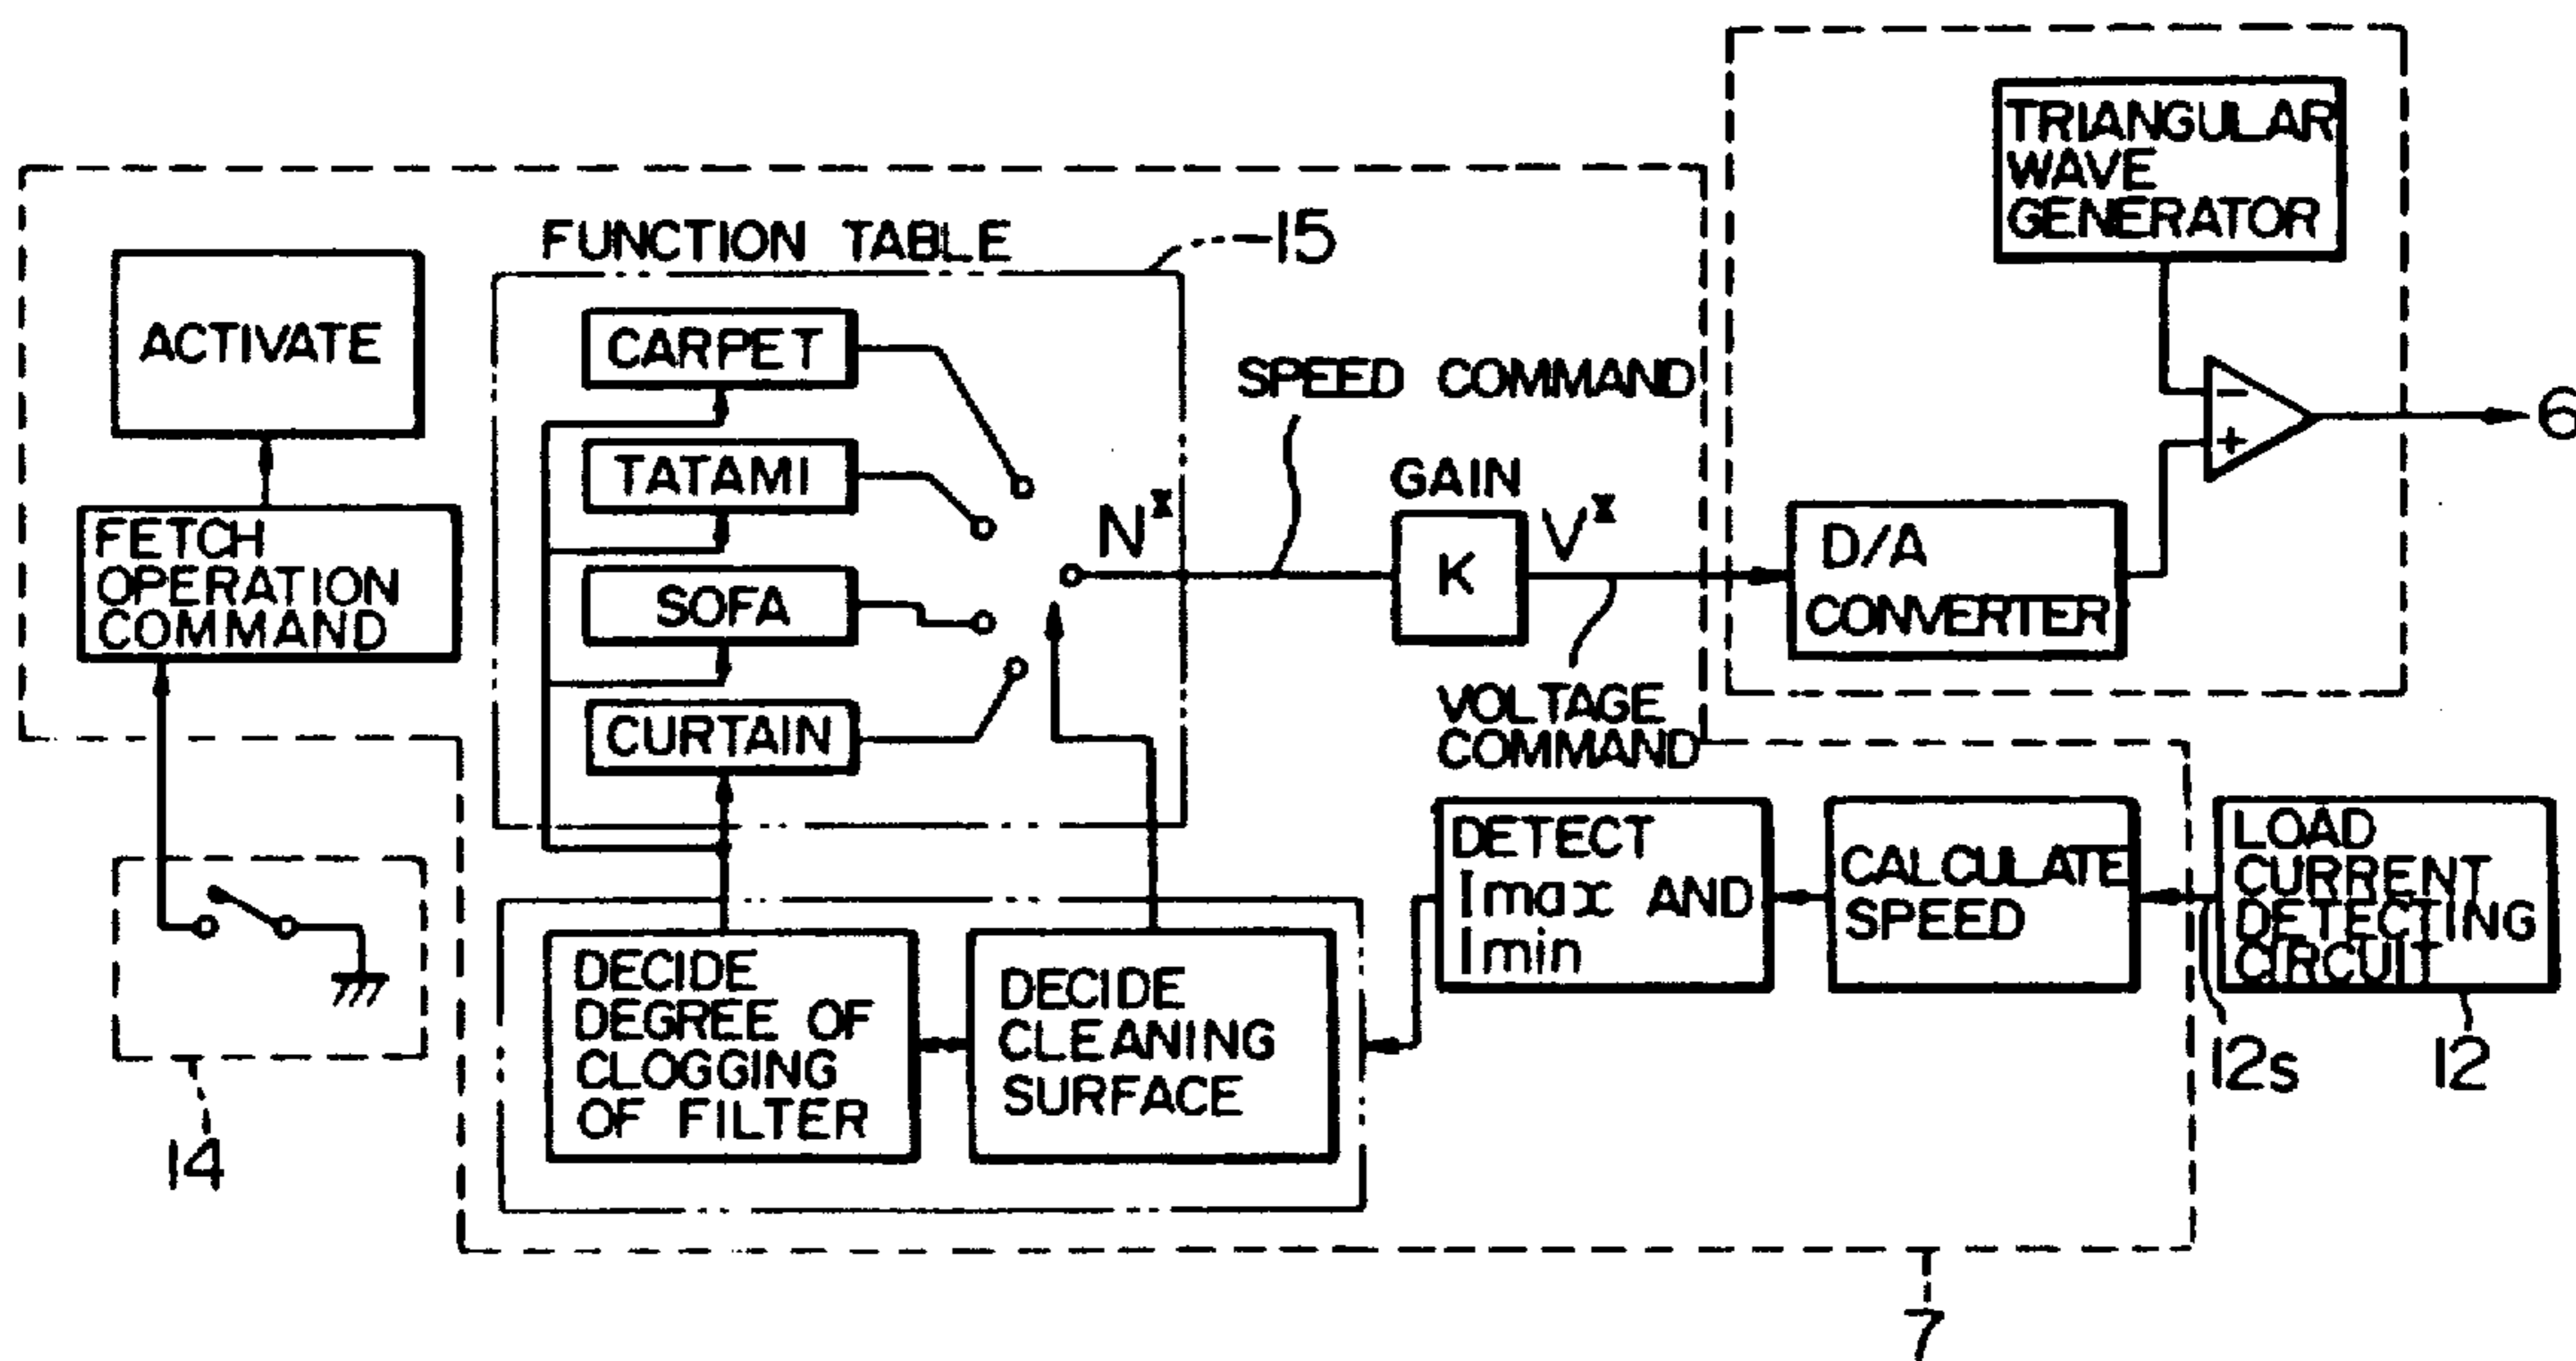 FUNCTION TABLE
15
ACTIVATE
FETCH
OPERATION
COMMAND
14
CARPET
TATAMI
SOFA
CURTAIN
N*
SPEED COMMAND
GAIN
K
V*
VOLTAGE
COMMAND
TRIANGULAR
WAVE
GENERATOR
−
+
6
D/A
CONVERTER
DECIDE
DEGREE OF
CLOGGING
OF FILTER
DECIDE
CLEANING
SURFACE
DETECT
Imax AND
Imin
CALCULATE
SPEED
LOAD
CURRENT
DETECTING
CIRCUIT
12s
12
7